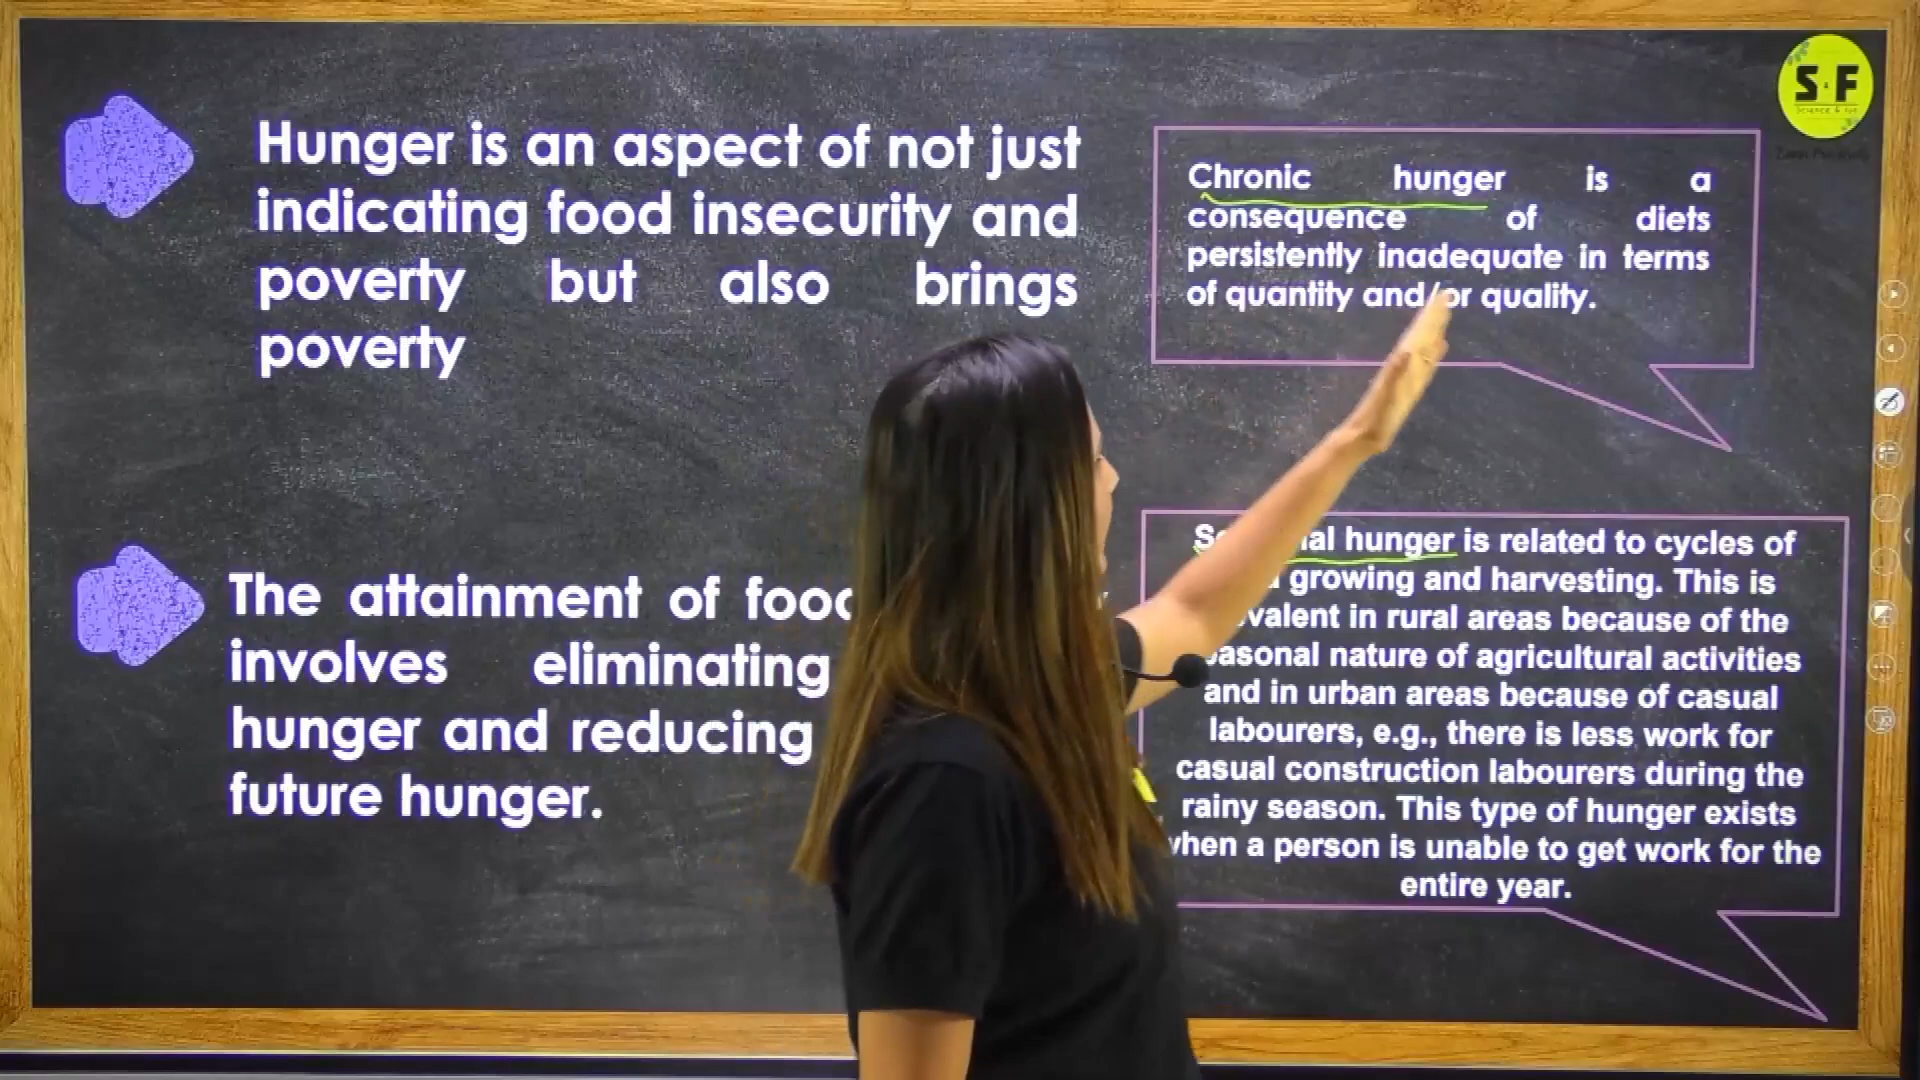 Hunger is an aspect of not just
indicating food insecurity and
poverty but also brings
poverty
The attainment of
involves eliminating
hunger and reducing
future hunger.
S·F
Chronic hunger is a
consequence of diets
persistently inadequate in terms
of quantity and/or quality.
hunger is related to cycles of
growing and harvesting. This is
in rural areas because of the
nature of agricultural activities
and in urban areas because of casual
labourers, e.g., there is less work for
casual construction labourers during the
rainy season. This type of hunger exists
when a person is unable to get work for the
entire year.